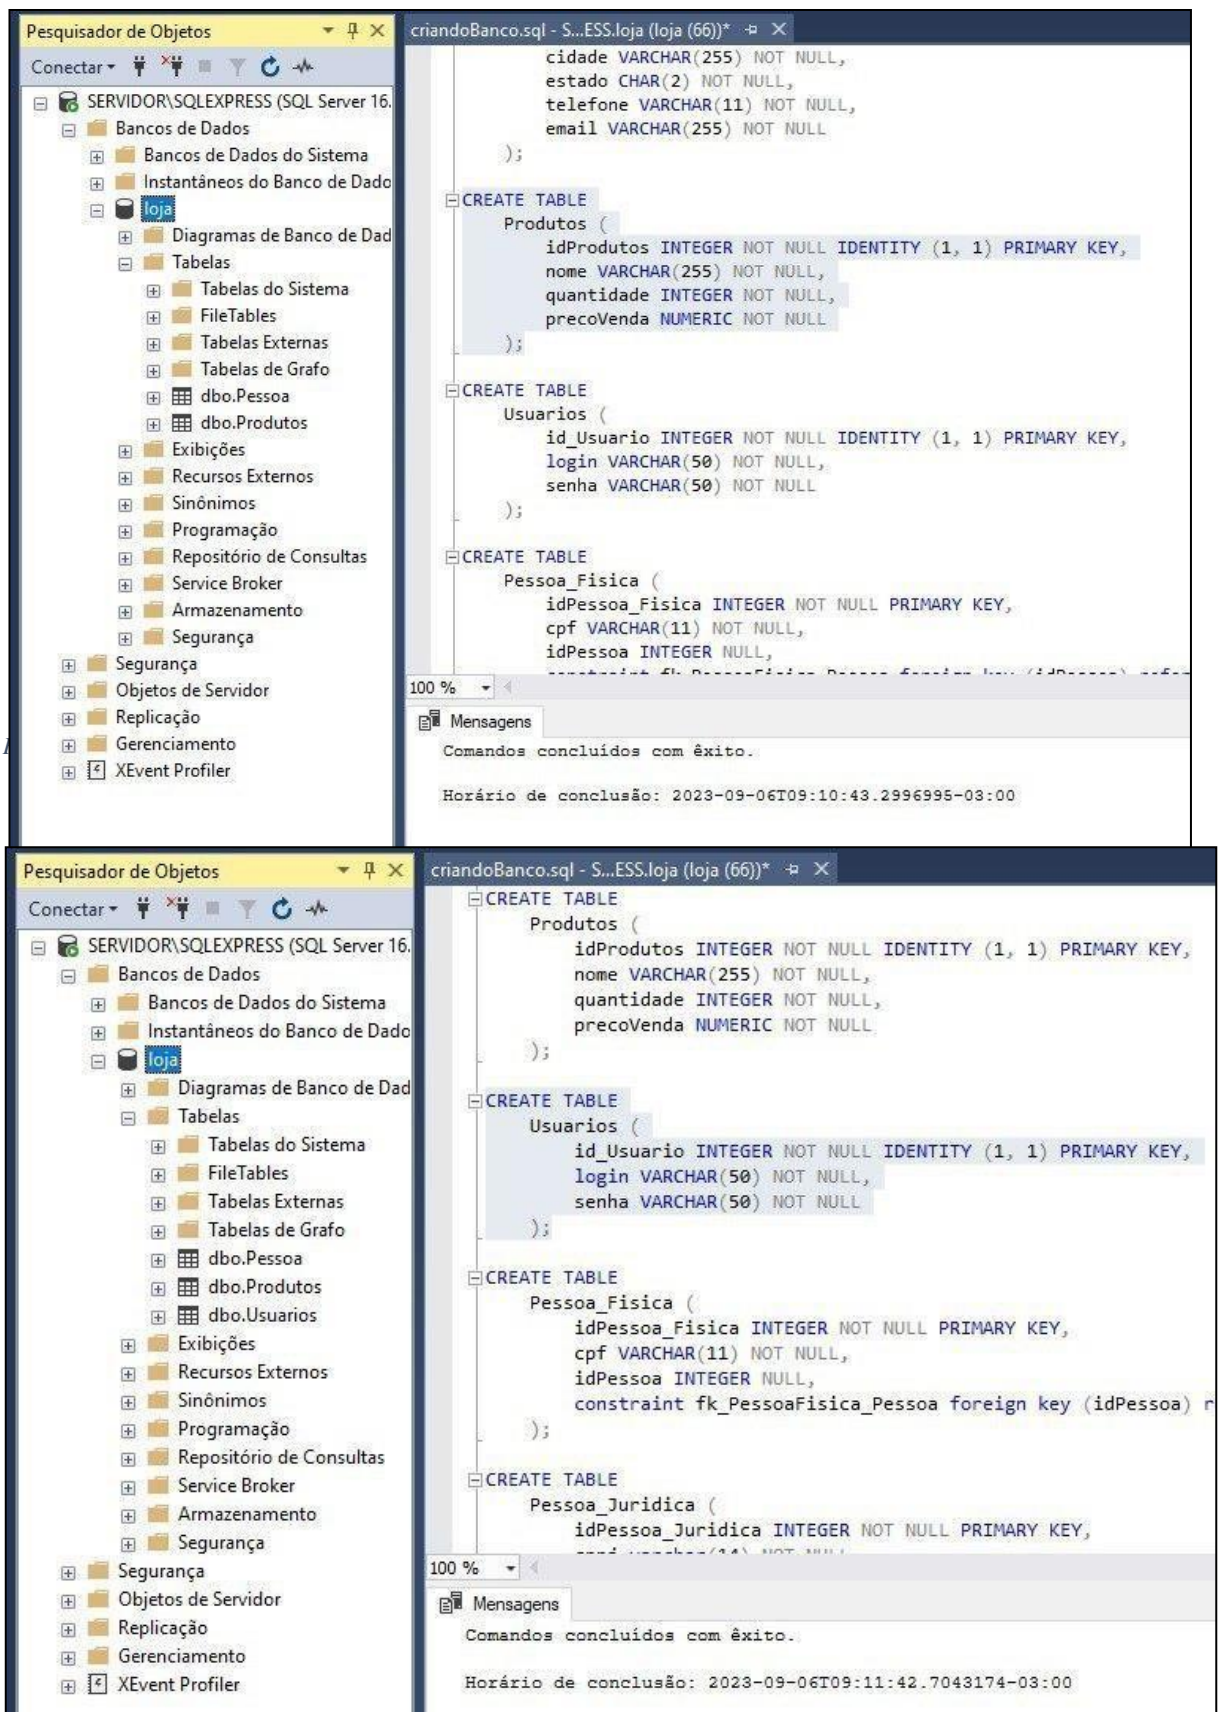 Pesquisador de Objetos
Conectar
SERVIDOR\SQLEXPRESS (SQL Server 16.
Bancos de Dados
Bancos de Dados do Sistema
Instantâneos do Banco de Dado
loja
Diagramas de Banco de Dad
Tabelas
Tabelas do Sistema
FileTables
Tabelas Externas
Tabelas de Grafo
dbo.Pessoa
dbo.Produtos
Exibições
Recursos Externos
Sinônimos
Programação
Repositório de Consultas
Service Broker
Armazenamento
Segurança
Segurança
Objetos de Servidor
Replicação
Gerenciamento
XEvent Profiler
criandoBanco.sql - S...ESS.loja (loja (66))*
cidade VARCHAR(255) NOT NULL,
estado CHAR(2) NOT NULL,
telefone VARCHAR(11) NOT NULL,
email VARCHAR(255) NOT NULL
);
CREATE TABLE
Produtos (
idProdutos INTEGER NOT NULL IDENTITY (1, 1) PRIMARY KEY,
nome VARCHAR(255) NOT NULL,
quantidade INTEGER NOT NULL,
precoVenda NUMERIC NOT NULL
);
CREATE TABLE
Usuarios (
id_Usuario INTEGER NOT NULL IDENTITY (1, 1) PRIMARY KEY,
login VARCHAR(50) NOT NULL,
senha VARCHAR(50) NOT NULL
);
CREATE TABLE
Pessoa_Fisica (
idPessoa_Fisica INTEGER NOT NULL PRIMARY KEY,
cpf VARCHAR(11) NOT NULL,
idPessoa INTEGER NULL,
100 %
Mensagens
Comandos concluídos com êxito.
Horário de conclusão: 2023-09-06T09:10:43.2996995-03:00
Pesquisador de Objetos
Conectar
SERVIDOR\SQLEXPRESS (SQL Server 16.
Bancos de Dados
Bancos de Dados do Sistema
Instantâneos do Banco de Dado
loja
Diagramas de Banco de Dad
Tabelas
Tabelas do Sistema
FileTables
Tabelas Externas
Tabelas de Grafo
dbo.Pessoa
dbo.Produtos
dbo.Usuarios
Exibições
Recursos Externos
Sinônimos
Programação
Repositório de Consultas
Service Broker
Armazenamento
Segurança
Segurança
Objetos de Servidor
Replicação
Gerenciamento
XEvent Profiler
criandoBanco.sql - S...ESS.loja (loja (66))*
CREATE TABLE
Produtos (
idProdutos INTEGER NOT NULL IDENTITY (1, 1) PRIMARY KEY,
nome VARCHAR(255) NOT NULL,
quantidade INTEGER NOT NULL,
precoVenda NUMERIC NOT NULL
);
CREATE TABLE
Usuarios (
id_Usuario INTEGER NOT NULL IDENTITY (1, 1) PRIMARY KEY,
login VARCHAR(50) NOT NULL,
senha VARCHAR(50) NOT NULL
);
CREATE TABLE
Pessoa_Fisica (
idPessoa_Fisica INTEGER NOT NULL PRIMARY KEY,
cpf VARCHAR(11) NOT NULL,
idPessoa INTEGER NULL,
constraint fk_PessoaFisica_Pessoa foreign key (idPessoa) r
);
CREATE TABLE
Pessoa_Juridica (
idPessoa_Juridica INTEGER NOT NULL PRIMARY KEY,
100 %
Mensagens
Comandos concluídos com êxito.
Horário de conclusão: 2023-09-06T09:11:42.7043174-03:00